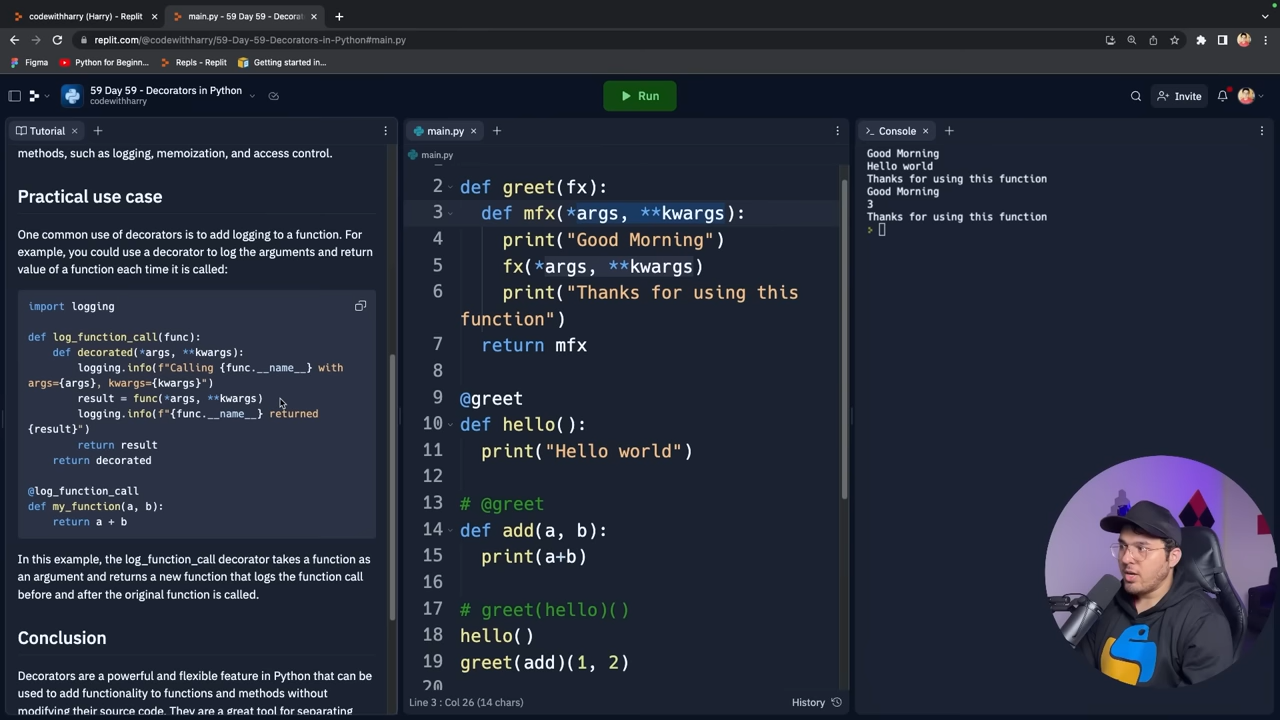 codewithharry (Harry) - Replit
main.py - 59 Day 59 - Decorat
replit.com/@codewithharry/59-Day-59-Decorators-in-Python#main.py
Figma
Python for Beginn...
Repls - Replit
Getting started in...
59 Day 59 - Decorators in Python
codewithharry
Run
Invite
Tutorial
methods, such as logging, memoization, and access control.
Practical use case
One common use of decorators is to add logging to a function. For
example, you could use a decorator to log the arguments and return
value of a function each time it is called:
import logging
def log_function_call(func):
    def decorated(*args, **kwargs):
        logging.info(f"Calling {func.__name__} with
args={args}, kwargs={kwargs}")
        result = func(*args, **kwargs)
        logging.info(f"{func.__name__} returned
{result}")
        return result
    return decorated
@log_function_call
def my_function(a, b):
    return a + b
In this example, the log_function_call decorator takes a function as
an argument and returns a new function that logs the function call
before and after the original function is called.
Conclusion
Decorators are a powerful and flexible feature in Python that can be
used to add functionality to functions and methods without
modifying their source code. They are a great tool for separating
main.py
main.py
2 def greet(fx):
3   def mfx(*args, **kwargs):
4     print("Good Morning")
5     fx(*args, **kwargs)
6     print("Thanks for using this
function")
7   return mfx
8
9 @greet
10 def hello():
11   print("Hello world")
12
13 # @greet
14 def add(a, b):
15   print(a+b)
16
17 # greet(hello)()
18 hello()
19 greet(add)(1, 2)
20
Line 3 : Col 26 (14 chars)
History
Console
Good Morning
Hello world
Thanks for using this function
Good Morning
3
Thanks for using this function
>